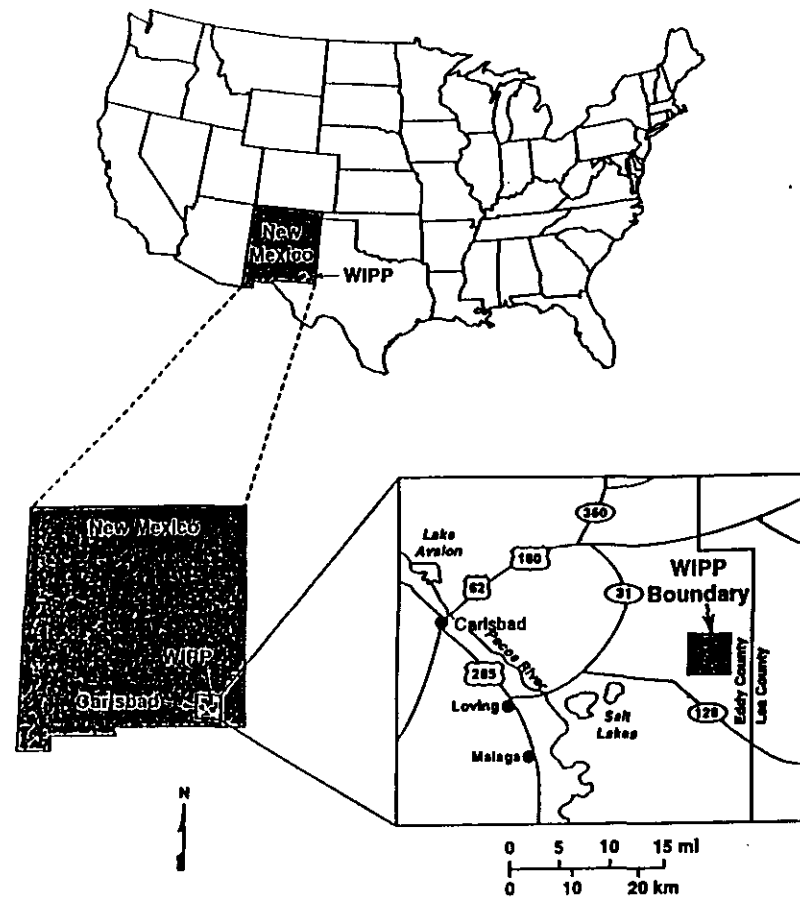 New
Mexico
WIPP
New Mexico
WIPP
Carlsbad
N
360
Lake
Avalon
180
62
31
WIPP
Boundary
Carlsbad
Pecos River
285
Loving
Salt
Lakes
128
Eddy County
Lea County
Malaga
0 5 10 15 mi
0 10 20 km